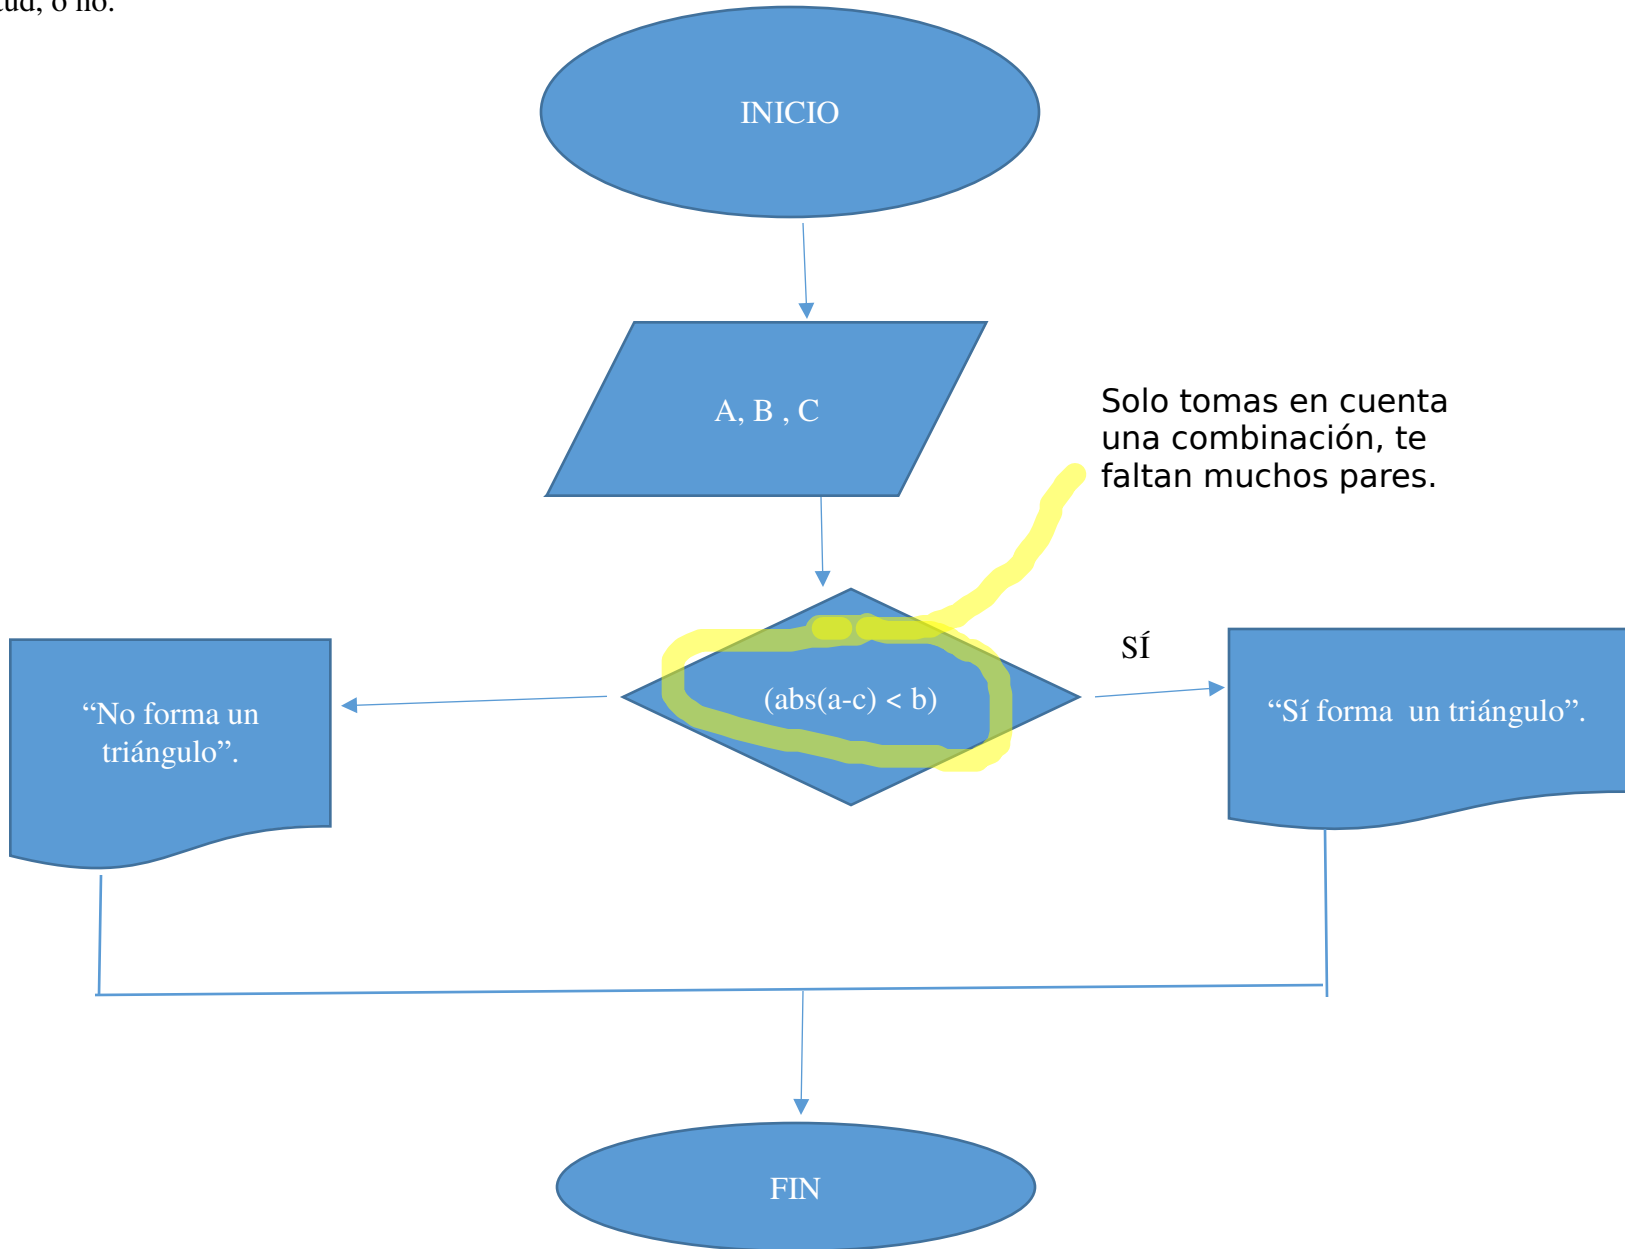 o no.
INICIO
A, B , C
Solo tomas en cuenta
una combinación, te
faltan muchos pares.
SÍ
“No forma un
triángulo”.
(abs(a-c) < b)
“Sí forma  un triángulo”.
FIN